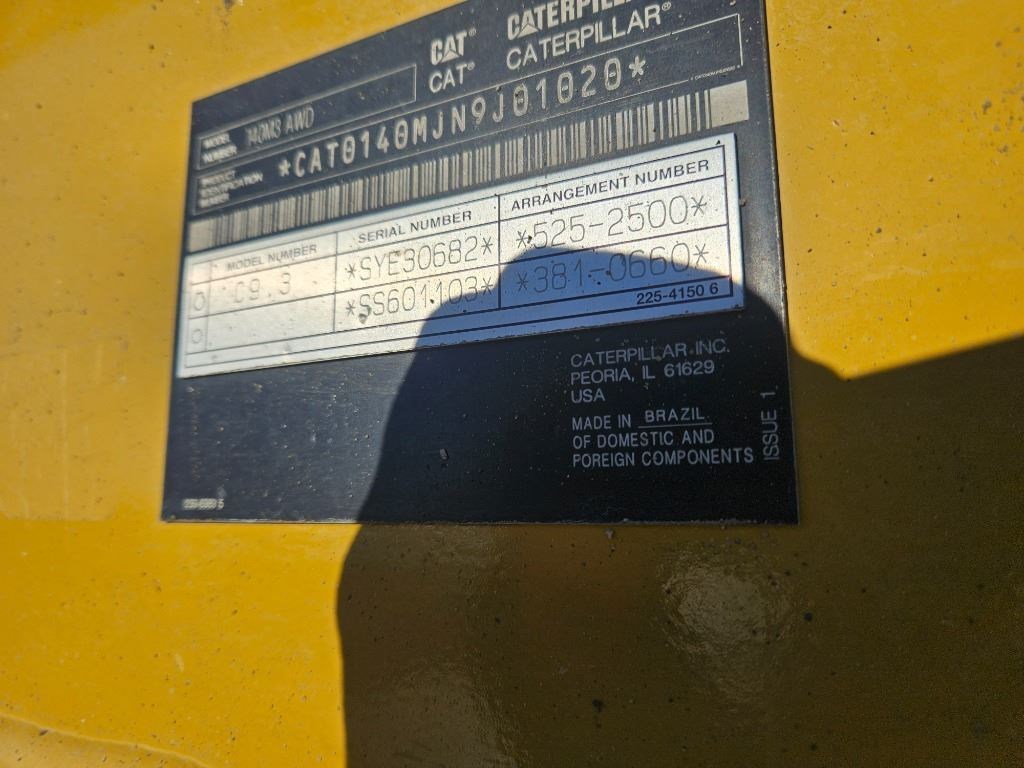 CAT® CATERPILLAR
CAT® CATERPILLAR®
MODEL NUMBER 140M3 AWD
PRODUCT IDENTIFICATION NUMBER *CAT0140MJN9J01020*
MODEL NUMBER SERIAL NUMBER ARRANGEMENT NUMBER
C9.3 *SYE30682* *525-2500*
*SS601103* *381-0660*
225-4150 6
CATERPILLAR INC.
PEORIA, IL 61629
USA
MADE IN BRAZIL
OF DOMESTIC AND
FOREIGN COMPONENTS
ISSUE 1